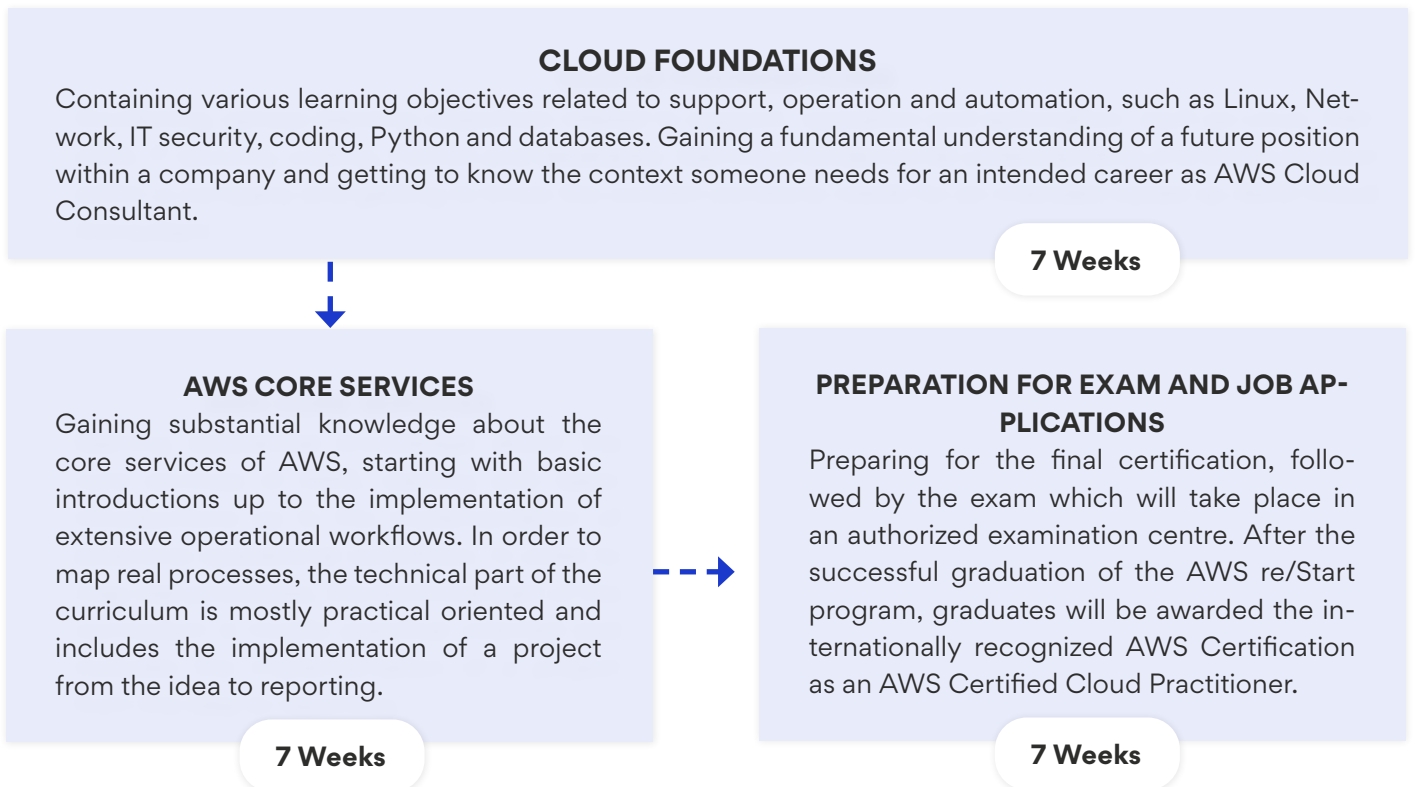 CLOUD FOUNDATIONS
Containing various learning objectives related to support, operation and automation, such as Linux, Net-
work, IT security, coding, Python and databases. Gaining a fundamental understanding of a future position
within a company and getting to know the context someone needs for an intended career as AWS Cloud
Consultant.
7 Weeks
AWS CORE SERVICES
Gaining substantial knowledge about the
core services of AWS, starting with basic
introductions up to the implementation of
extensive operational workflows. In order to
map real processes, the technical part of the
curriculum is mostly practical oriented and
includes the implementation of a project
from the idea to reporting.
7 Weeks
PREPARATION FOR EXAM AND JOB AP-
PLICATIONS
Preparing for the final certification, follo-
wed by the exam which will take place in
an authorized examination centre. After the
successful graduation of the AWS re/Start
program, graduates will be awarded the in-
ternationally recognized AWS Certification
as an AWS Certified Cloud Practitioner.
7 Weeks